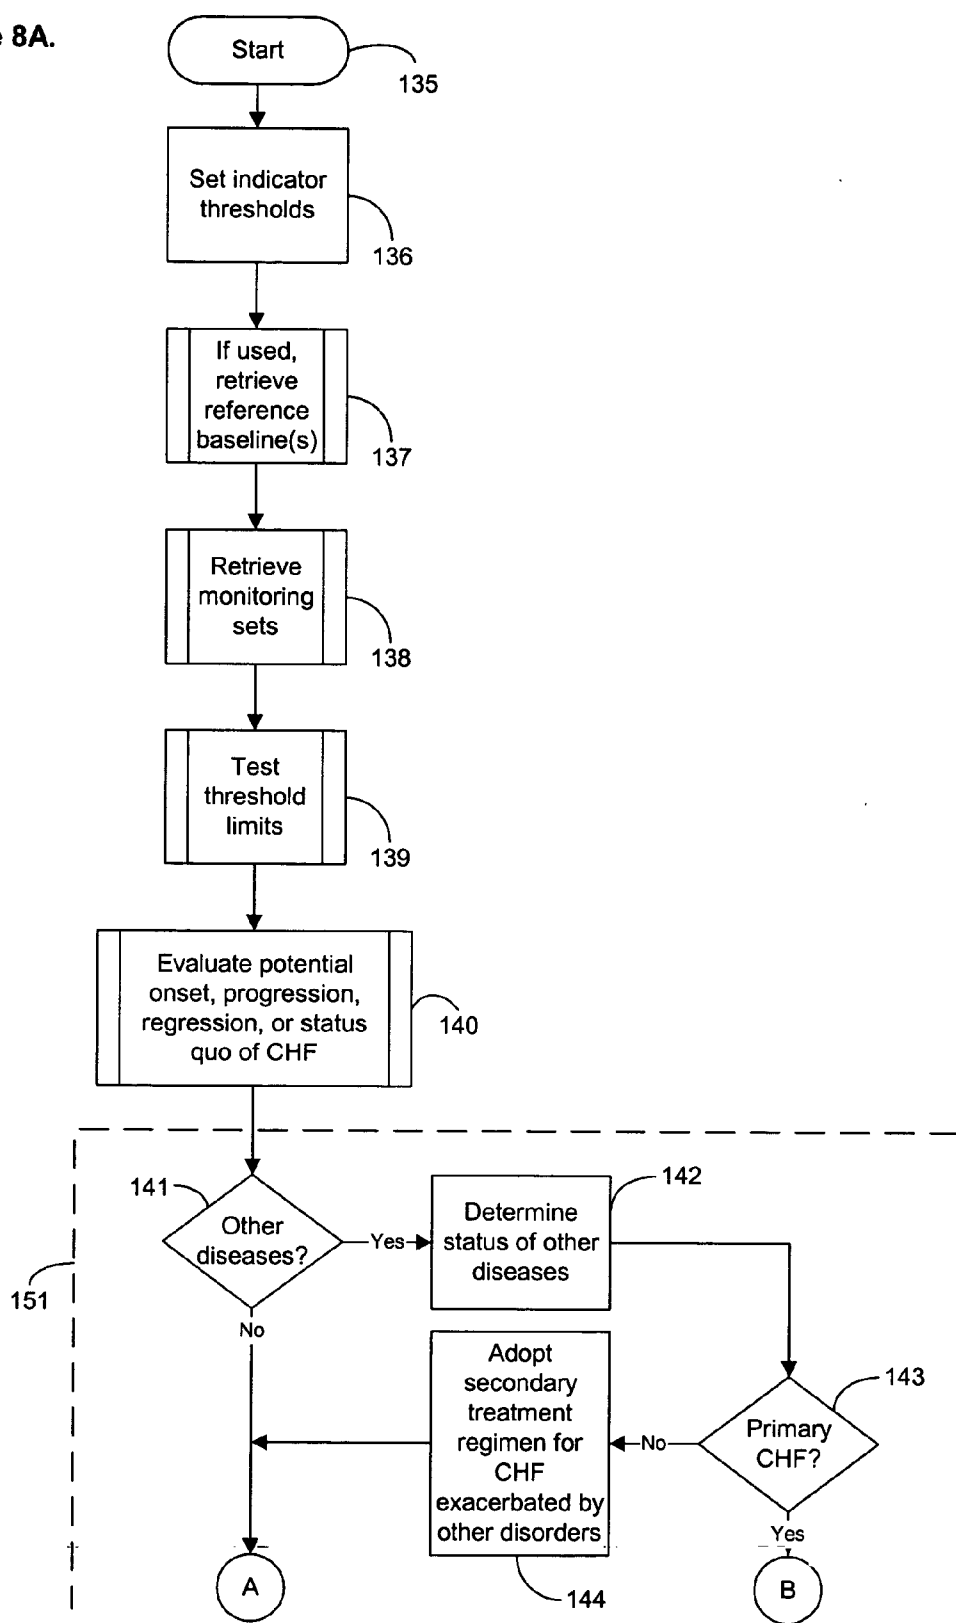 8A.
Start
135
Set indicator
thresholds
136
If used,
retrieve
reference
baseline(s)
137
Retrieve
monitoring
sets
138
Test
threshold
limits
139
Evaluate potential
onset, progression,
regression, or status
quo of CHF
140
141
Other
diseases?
Yes
142
Determine
status of other
diseases
151
No
Adopt
secondary
treatment
regimen for
CHF
exacerbated by
other disorders
143
Primary
CHF?
No
Yes
A
144
B